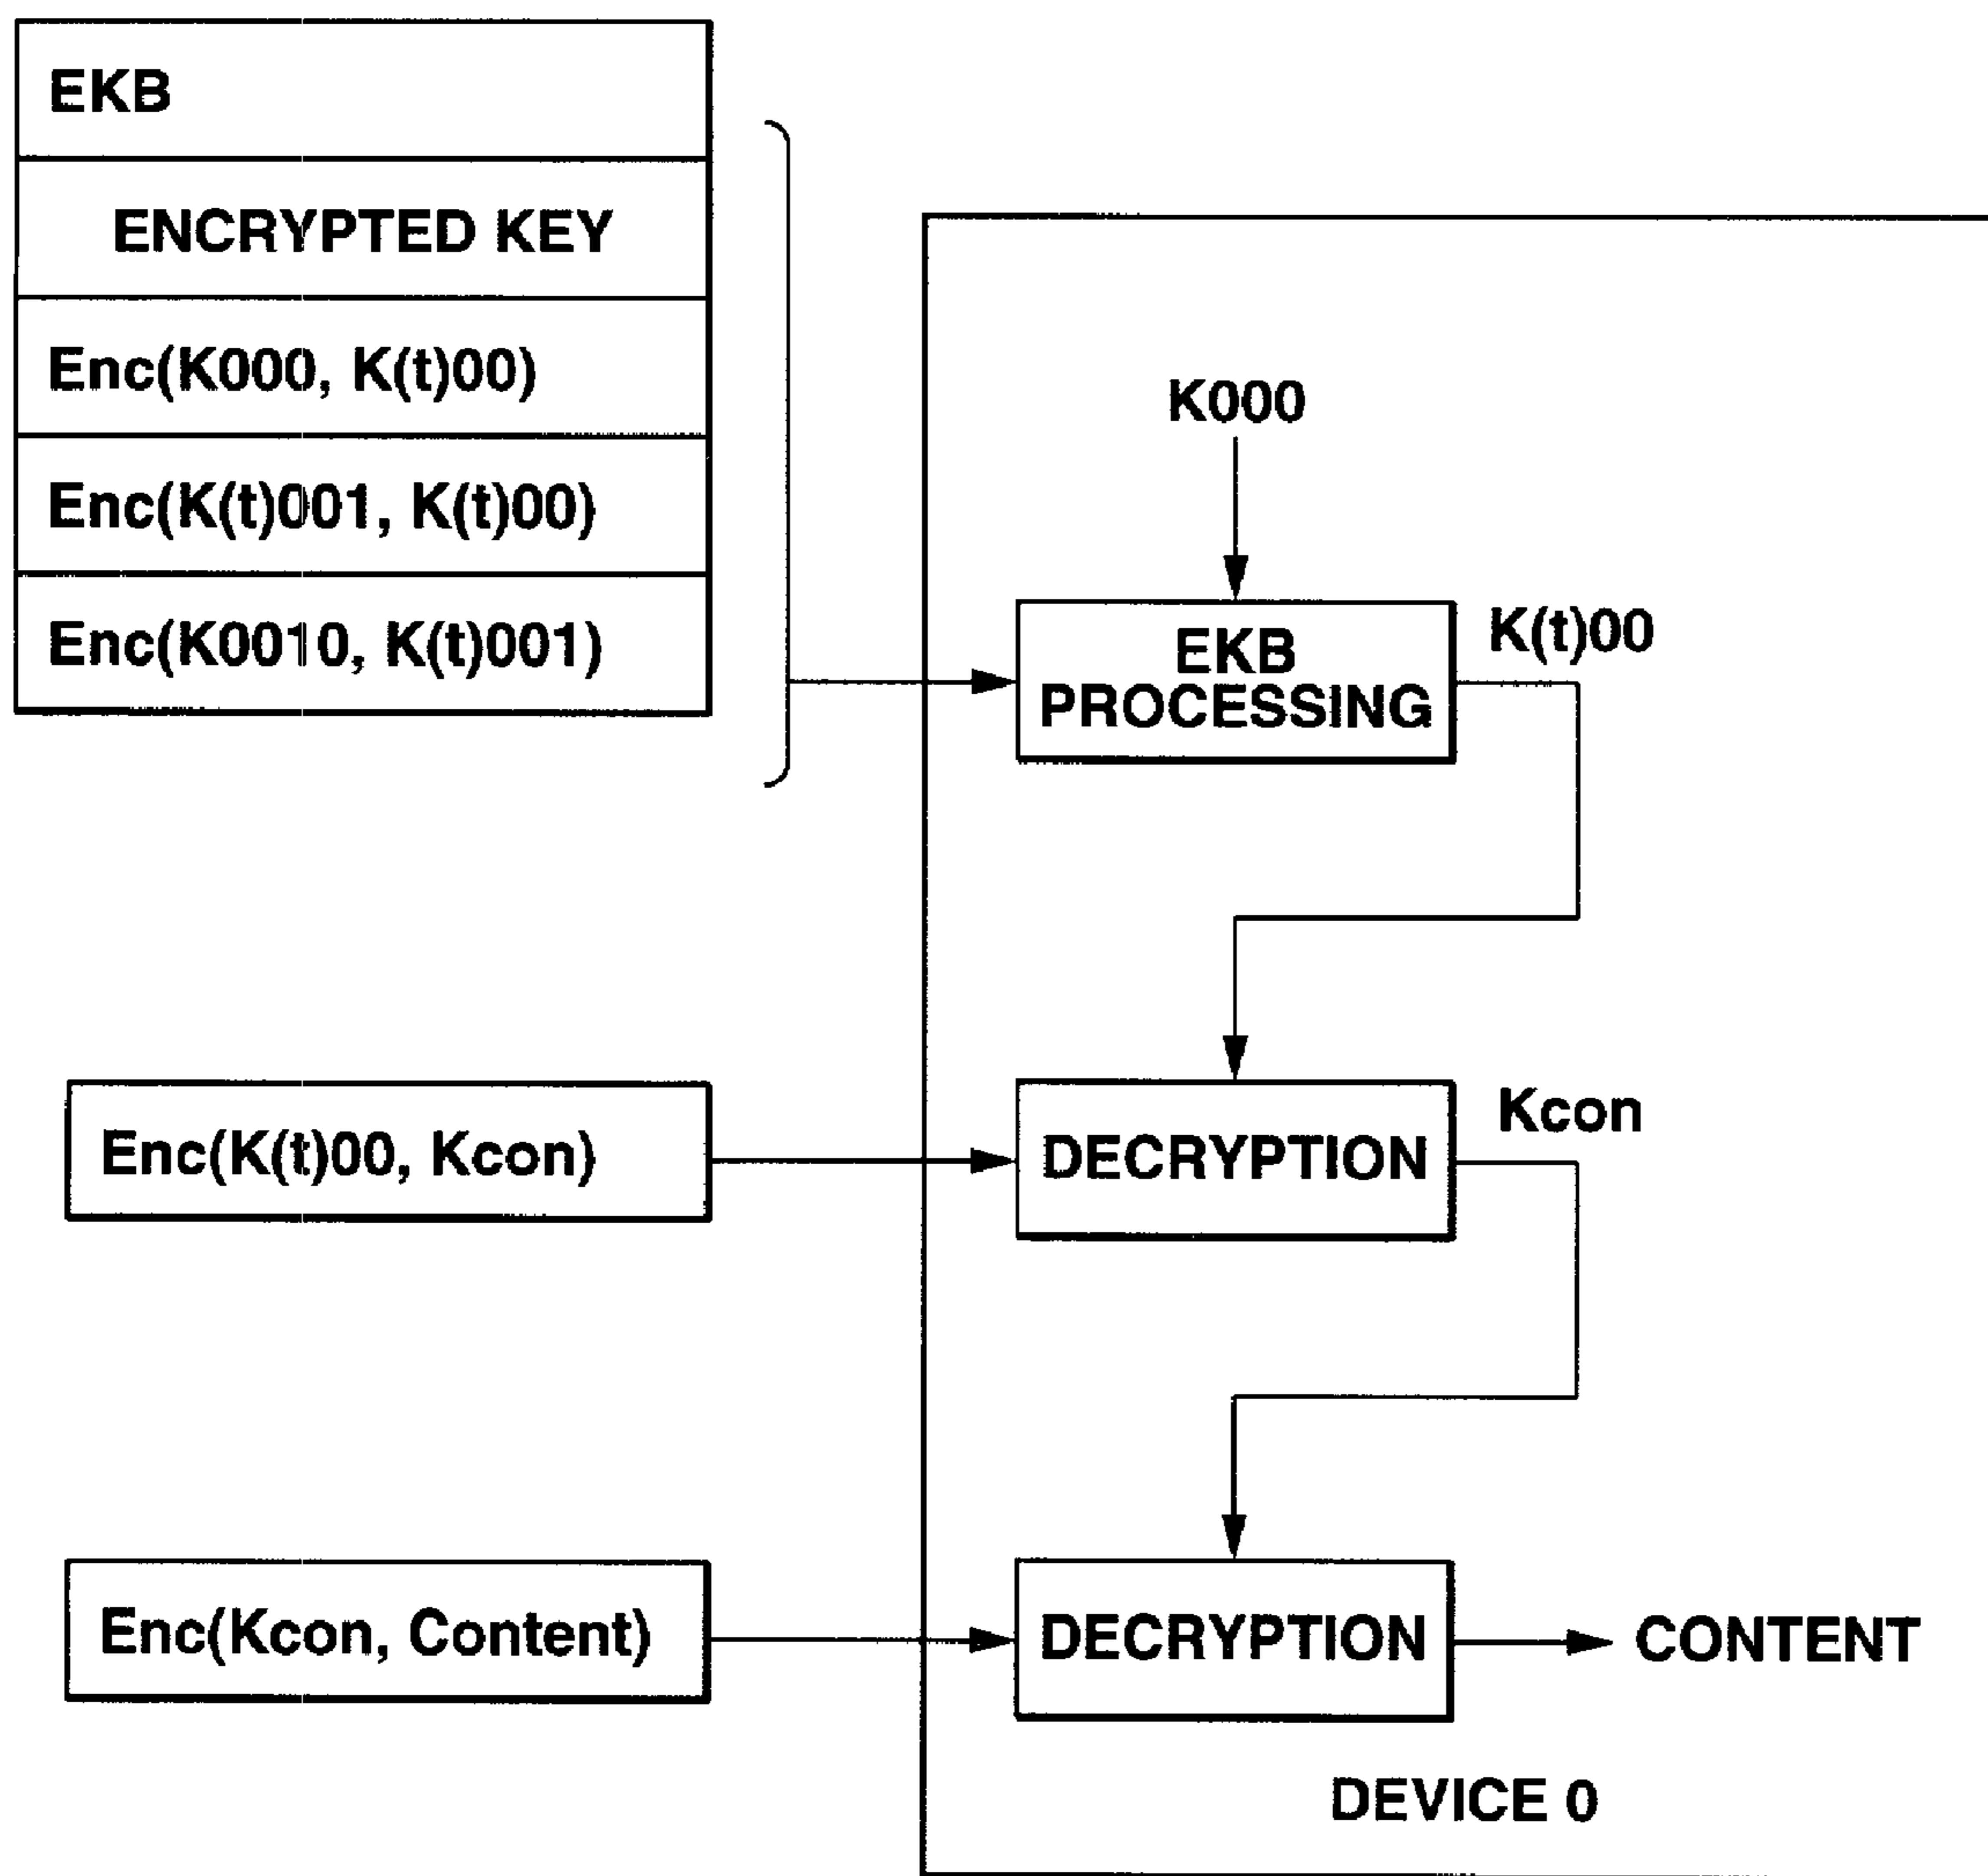 EKB
ENCRYPTED KEY
Enc(K000, K(t)00)
Enc(K(t)001, K(t)00)
Enc(K0010, K(t)001)
K000
EKB
PROCESSING
K(t)00
Enc(K(t)00, Kcon)
DECRYPTION
Kcon
Enc(Kcon, Content)
DECRYPTION
CONTENT
DEVICE 0